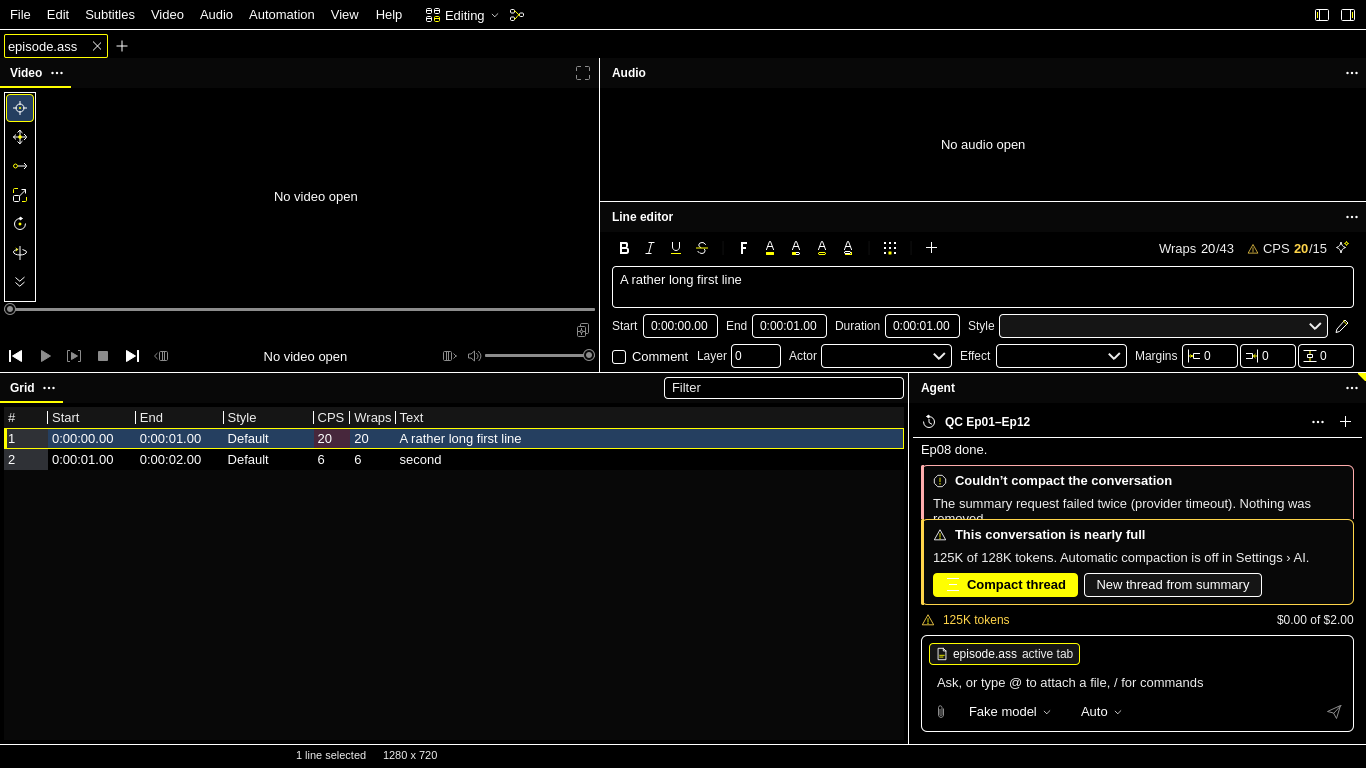 File Edit Subtitles Video Audio Automation View Help Editing
episode.ass
Video
No video open
No video open
Audio
No audio open
Line editor
B I U S F A A A A Wraps 20/43 CPS 20/15
A rather long first line
Start 0:00:00.00 End 0:00:01.00 Duration 0:00:01.00 Style
Comment Layer 0 Actor Effect Margins 0 0 0
Grid Filter
# Start End Style CPS Wraps Text
1 0:00:00.00 0:00:01.00 Default 20 20 A rather long first line
2 0:00:01.00 0:00:02.00 Default 6 6 second
Agent
QC Ep01–Ep12
Ep08 done.
Couldn't compact the conversation
The summary request failed twice (provider timeout). Nothing was
removed.
This conversation is nearly full
125K of 128K tokens. Automatic compaction is off in Settings › AI.
Compact thread New thread from summary
125K tokens $0.00 of $2.00
episode.ass active tab
Ask, or type @ to attach a file, / for commands
Fake model Auto
1 line selected 1280 x 720